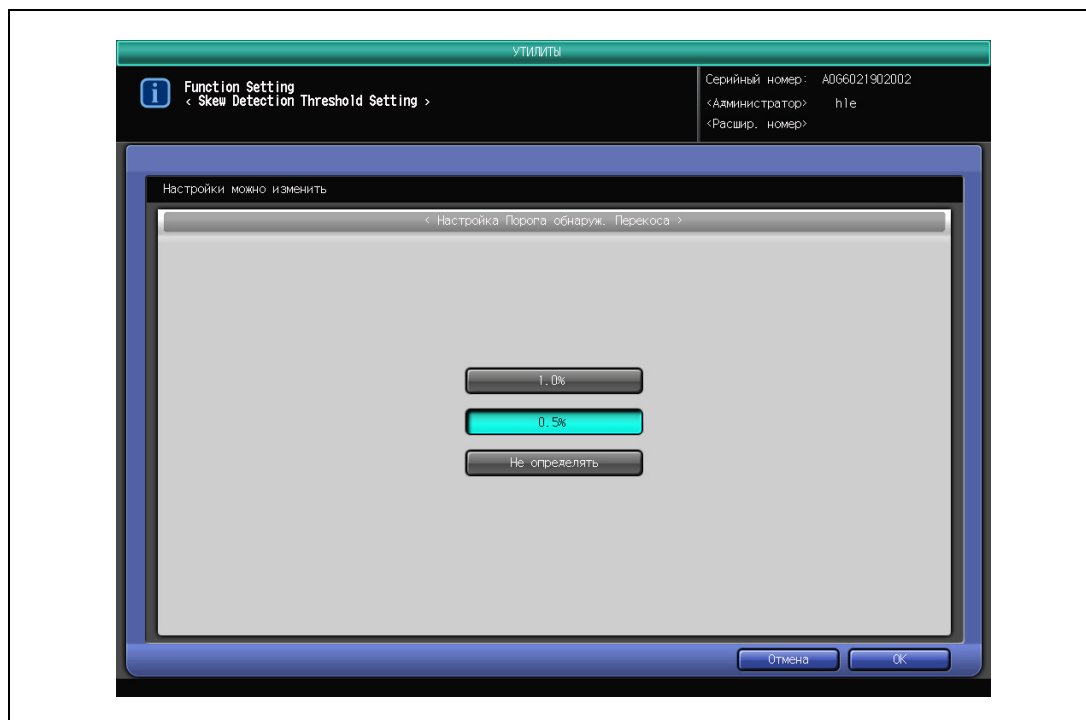 УТИЛИТЫ
Function Setting
< Skew Detection Threshold Setting >
Серийный номер: A0G6021902002
<Администратор> hle
<Расшир. номер>
Настройки можно изменить
< Настройка Порога обнаруж. Перекоса >
1.0%
0.5%
Не определять
Отмена
OK